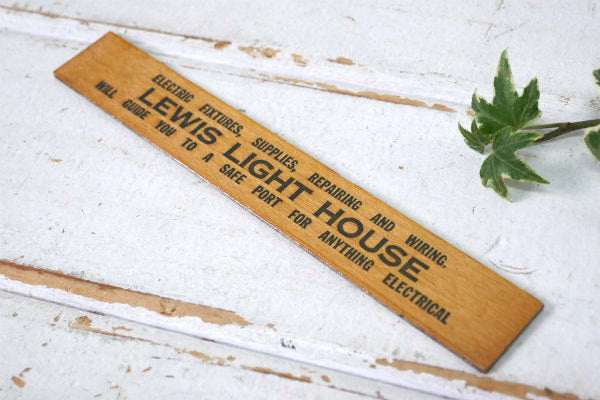 ELECTRIC FIXTURES, SUPPLIES, REPAIRING AND WIRING.
LEWIS LIGHT HOUSE
WILL GUIDE YOU TO A SAFE PORT FOR ANYTHING ELECTRICAL